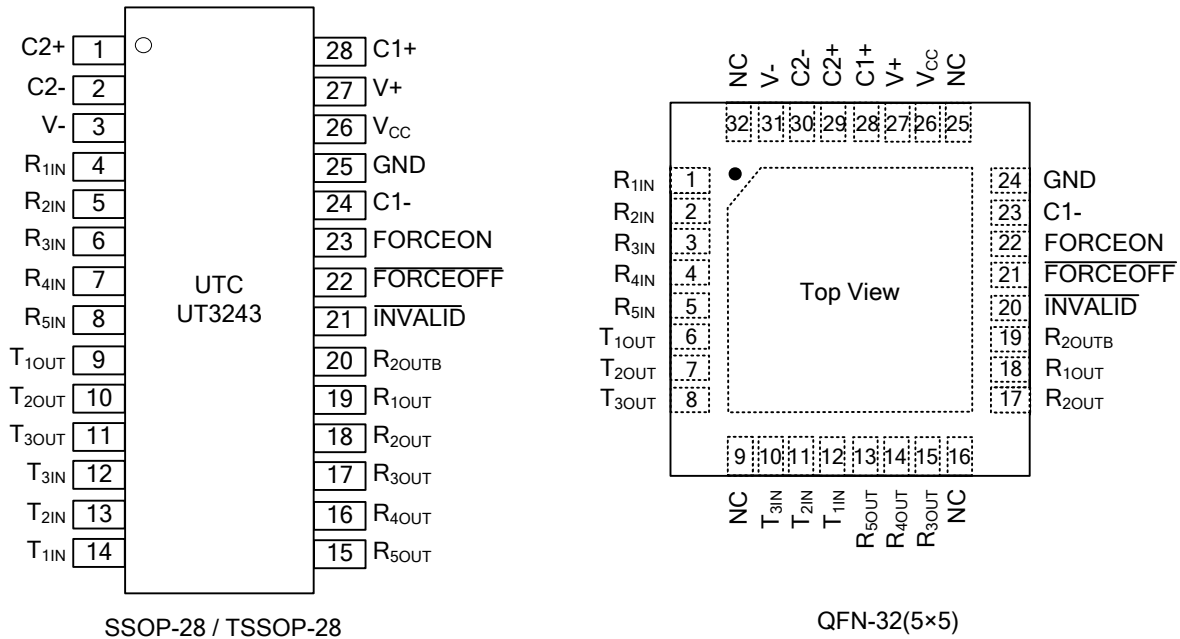 C2+ 1
C2- 2
V- 3
R1IN 4
R2IN 5
R3IN 6
R4IN 7
R5IN 8
T1OUT 9
T2OUT 10
T3OUT 11
T3IN 12
T2IN 13
T1IN 14
UTC
UT3243
28 C1+
27 V+
26 VCC
25 GND
24 C1-
23 FORCEON
22 FORCEOFF
21 INVALID
20 R2OUTB
19 R1OUT
18 R2OUT
17 R3OUT
16 R4OUT
15 R5OUT
SSOP-28 / TSSOP-28
NC V- C2- C2+ C1+ V+ VCC NC
32 31 30 29 28 27 26 25
R1IN 1
R2IN 2
R3IN 3
R4IN 4
R5IN 5
T1OUT 6
T2OUT 7
T3OUT 8
Top View
24 GND
23 C1-
22 FORCEON
21 FORCEOFF
20 INVALID
19 R2OUTB
18 R1OUT
17 R2OUT
9 10 11 12 13 14 15 16
NC T3IN T2IN T1IN R5OUT R4OUT R3OUT NC
QFN-32(5×5)